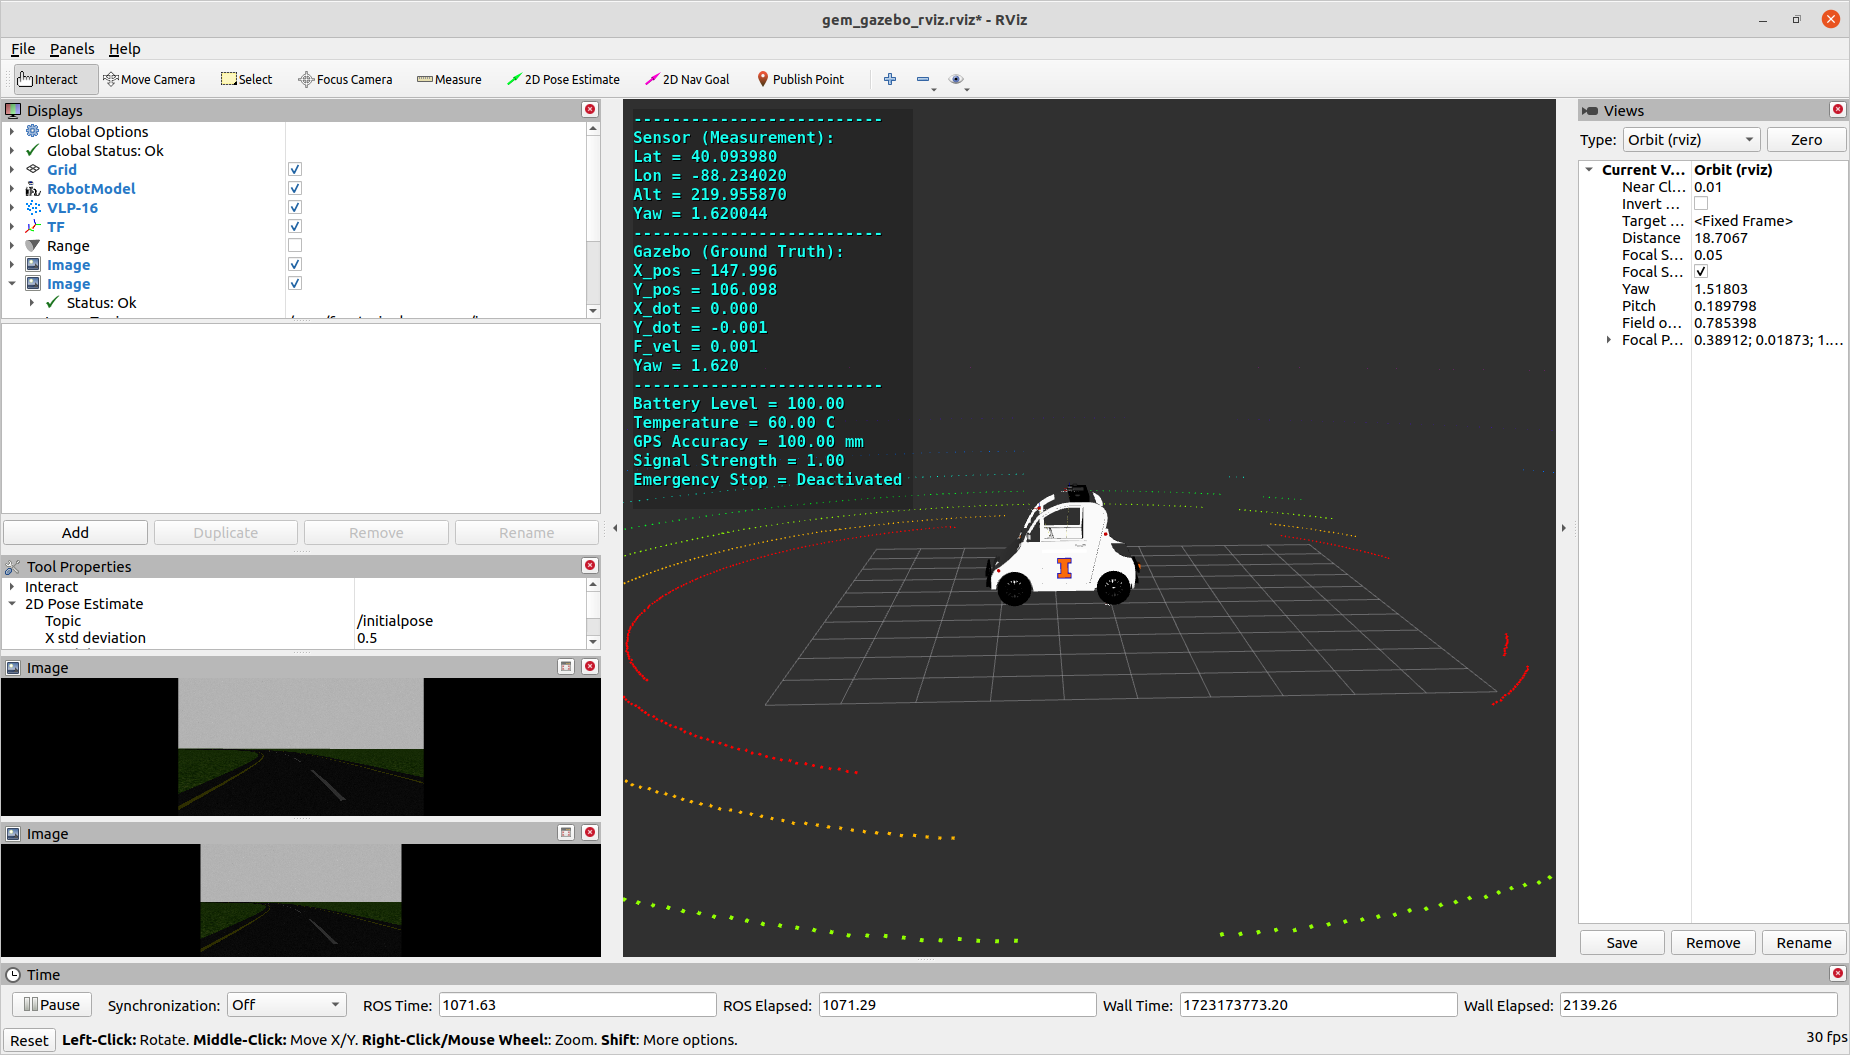 gem_gazebo_rviz.rviz* - RViz
File Panels Help
Interact Move Camera Select Focus Camera Measure 2D Pose Estimate 2D Nav Goal Publish Point
Displays
Global Options
Global Status: Ok
Grid
RobotModel
VLP-16
TF
Range
Image
Image
Status: Ok
Add Duplicate Remove Rename
Tool Properties
Interact
2D Pose Estimate
Topic /initialpose
X std deviation 0.5
Image
Image
--------------------------
Sensor (Measurement):
Lat = 40.093980
Lon = -88.234020
Alt = 219.955870
Yaw = 1.620044
--------------------------
Gazebo (Ground Truth):
X_pos = 147.996
Y_pos = 106.098
X_dot = 0.000
Y_dot = -0.001
F_vel = 0.001
Yaw = 1.620
--------------------------
Battery Level = 100.00
Temperature = 60.00 C
GPS Accuracy = 100.00 mm
Signal Strength = 1.00
Emergency Stop = Deactivated
I
Views
Type: Orbit (rviz) Zero
Current V... Orbit (rviz)
Near Cl... 0.01
Invert ...
Target ... <Fixed Frame>
Distance 18.7067
Focal S... 0.05
Focal S...
Yaw 1.51803
Pitch 0.189798
Field o... 0.785398
Focal P... 0.38912; 0.01873; 1....
Save Remove Rename
Time
Pause Synchronization: Off ROS Time: 1071.63 ROS Elapsed: 1071.29 Wall Time: 1723173773.20 Wall Elapsed: 2139.26
Reset Left-Click: Rotate. Middle-Click: Move X/Y. Right-Click/Mouse Wheel:: Zoom. Shift: More options. 30 fps